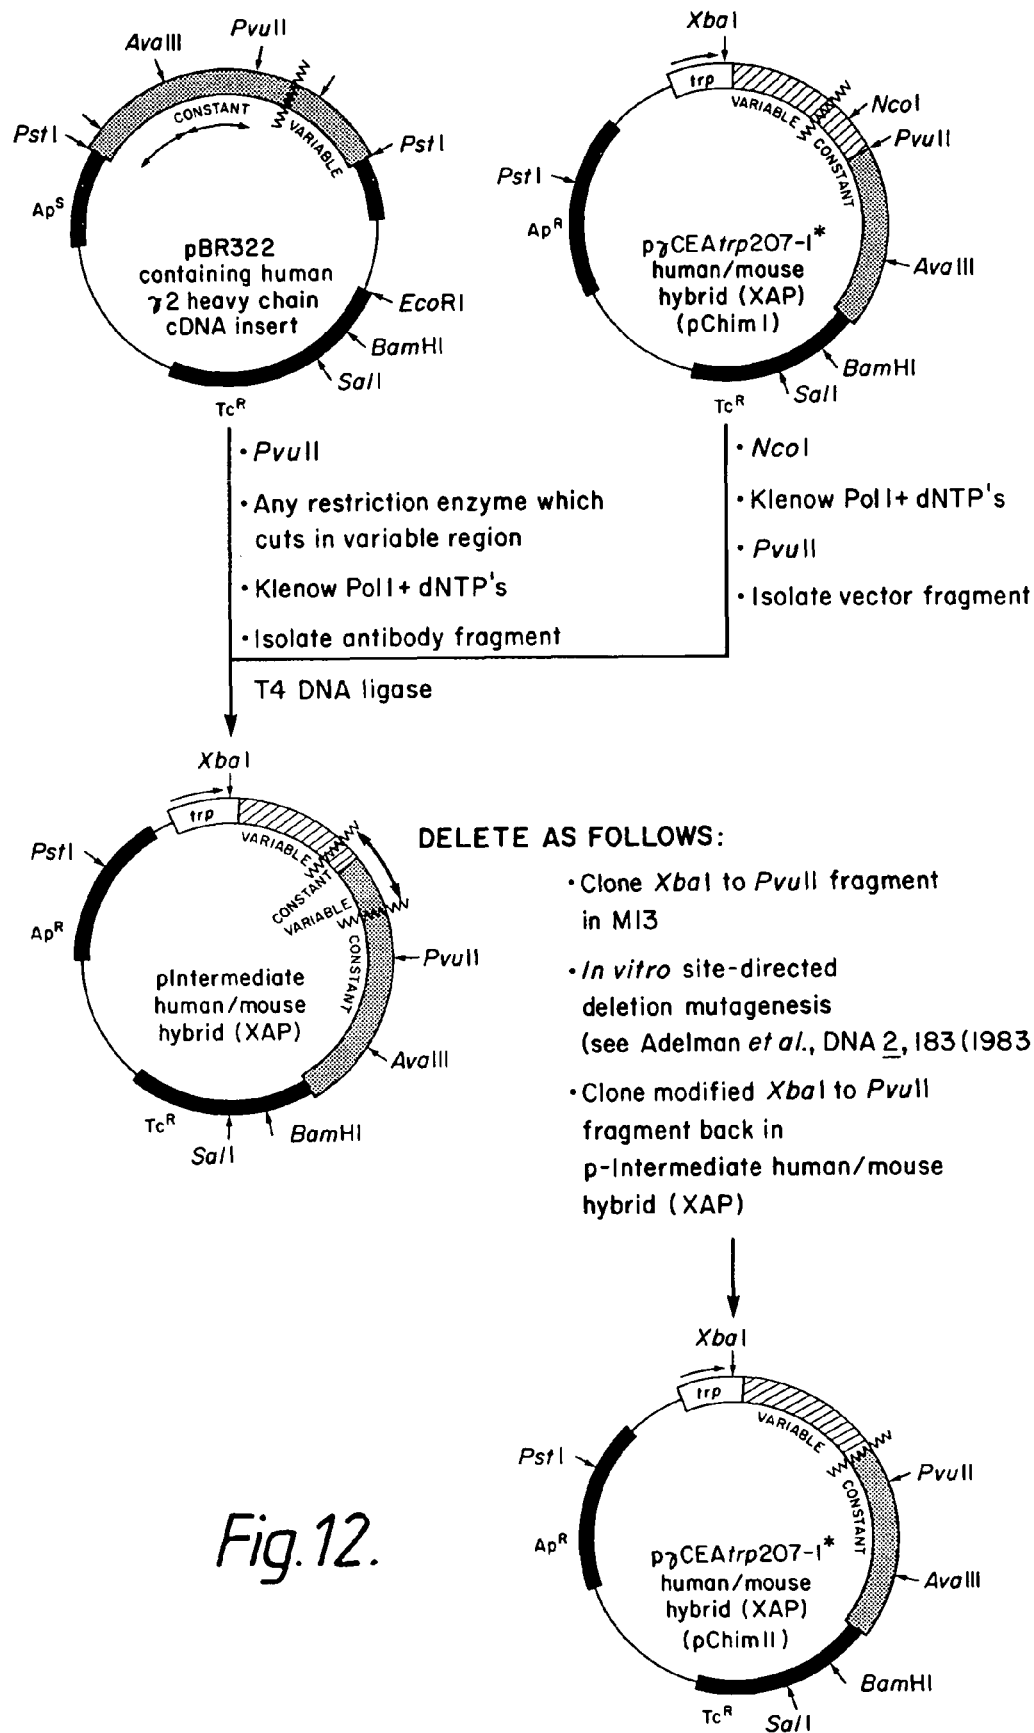 PvuII
AvaIII
CONSTANT
VARIABLE
PstI
PstI
Ap^S
pBR322
containing human
γ2 heavy chain
cDNA insert
EcoRI
BamHI
SalI
Tc^R
XbaI
trp
VARIABLE
CONSTANT
NcoI
PvuII
PstI
Ap^R
pγCEAtrp207-1*
human/mouse
hybrid (XAP)
(pChim I)
AvaIII
BamHI
SalI
Tc^R
• PvuII
• Any restriction enzyme which
cuts in variable region
• Klenow Pol I + dNTP's
• Isolate antibody fragment
• NcoI
• Klenow Pol I + dNTP's
• PvuII
• Isolate vector fragment
T4 DNA ligase
XbaI
trp
VARIABLE
CONSTANT
VARIABLE
CONSTANT
PstI
Ap^R
pIntermediate
human/mouse
hybrid (XAP)
PvuII
AvaIII
BamHI
SalI
Tc^R
DELETE AS FOLLOWS:
• Clone XbaI to PvuII fragment
in M13
• In vitro site-directed
deletion mutagenesis
(see Adelman et al., DNA 2, 183 (1983
• Clone modified XbaI to PvuII
fragment back in
p-Intermediate human/mouse
hybrid (XAP)
XbaI
trp
VARIABLE
CONSTANT
PstI
Ap^R
PvuII
pγCEAtrp207-1*
human/mouse
hybrid (XAP)
(pChim II)
AvaIII
BamHI
SalI
Tc^R
Fig. 12.